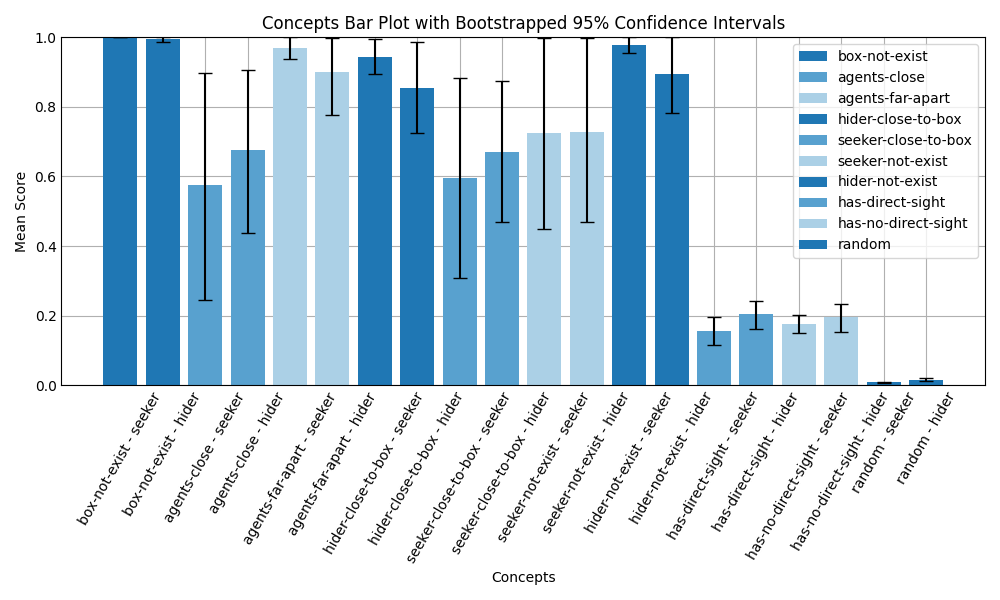 Concepts Bar Plot with Bootstrapped 95% Confidence Intervals
Mean Score
1.0
0.8
0.6
0.4
0.2
0.0
box-not-exist
agents-close
agents-far-apart
hider-close-to-box
seeker-close-to-box
seeker-not-exist
hider-not-exist
has-direct-sight
has-no-direct-sight
random
box-not-exist - seeker
box-not-exist - hider
agents-close - seeker
agents-close - hider
agents-far-apart - seeker
agents-far-apart - hider
hider-close-to-box - seeker
hider-close-to-box - hider
seeker-close-to-box - seeker
seeker-close-to-box - hider
seeker-not-exist - seeker
seeker-not-exist - hider
hider-not-exist - seeker
hider-not-exist - hider
has-direct-sight - seeker
has-direct-sight - hider
has-no-direct-sight - seeker
has-no-direct-sight - hider
random - seeker
random - hider
Concepts